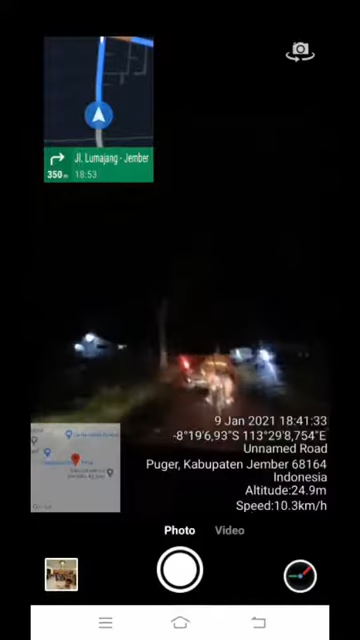 Jl. Lumajang - Jember
350 m 18:53
9 Jan 2021 18:41:33
-8°19'6,93"S 113°29'8,754"E
Unnamed Road
Puger, Kabupaten Jember 68164
Indonesia
Altitude:24.9m
Speed:10.3km/h
Google
Photo Video